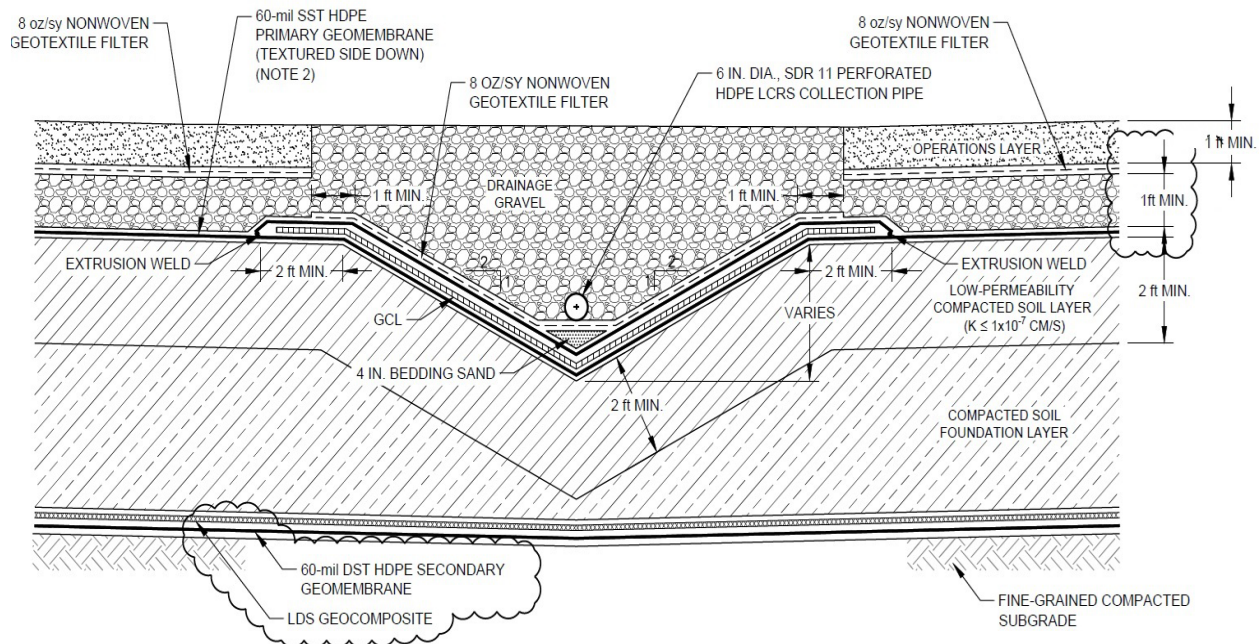 8 oz/sy NONWOVEN
GEOTEXTILE FILTER
60-mil SST HDPE
PRIMARY GEOMEMBRANE
(TEXTURED SIDE DOWN)
(NOTE 2)
8 OZ/SY NONWOVEN
GEOTEXTILE FILTER
6 IN. DIA., SDR 11 PERFORATED
HDPE LCRS COLLECTION PIPE
8 oz/sy NONWOVEN
GEOTEXTILE FILTER
OPERATIONS LAYER
1 ft MIN.
1 ft MIN.
DRAINAGE
GRAVEL
1 ft MIN.
1ft MIN.
EXTRUSION WELD
2 ft MIN.
2
1
2
1
2 ft MIN.
EXTRUSION WELD
LOW-PERMEABILITY
COMPACTED SOIL LAYER
(K ≤ 1x10⁻⁷ CM/S)
2 ft MIN.
GCL
VARIES
4 IN. BEDDING SAND
2 ft MIN.
COMPACTED SOIL
FOUNDATION LAYER
60-mil DST HDPE SECONDARY
GEOMEMBRANE
LDS GEOCOMPOSITE
FINE-GRAINED COMPACTED
SUBGRADE